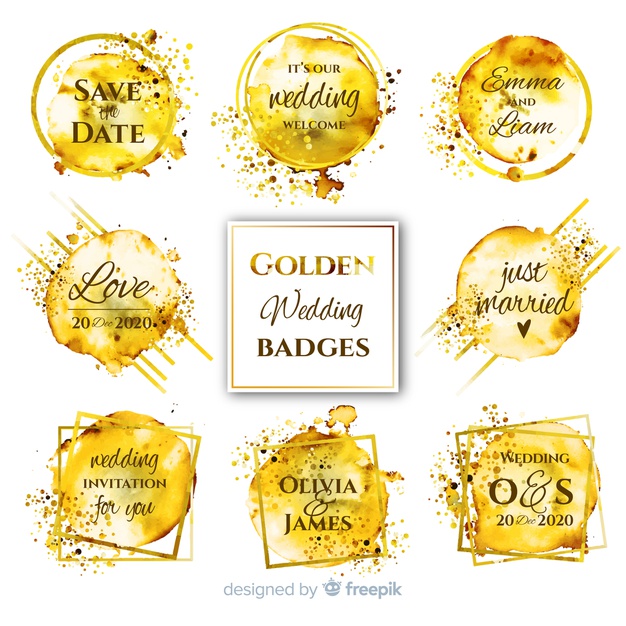 SAVE
the
DATE
IT'S OUR
wedding
WELCOME
Emma
AND
Liam
Love
20 Dec 2020
GOLDEN
Wedding
BADGES
just
married
wedding
INVITATION
for you
OLIVIA
&
JAMES
WEDDING
O&S
20 Dec 2020
designed by freepik